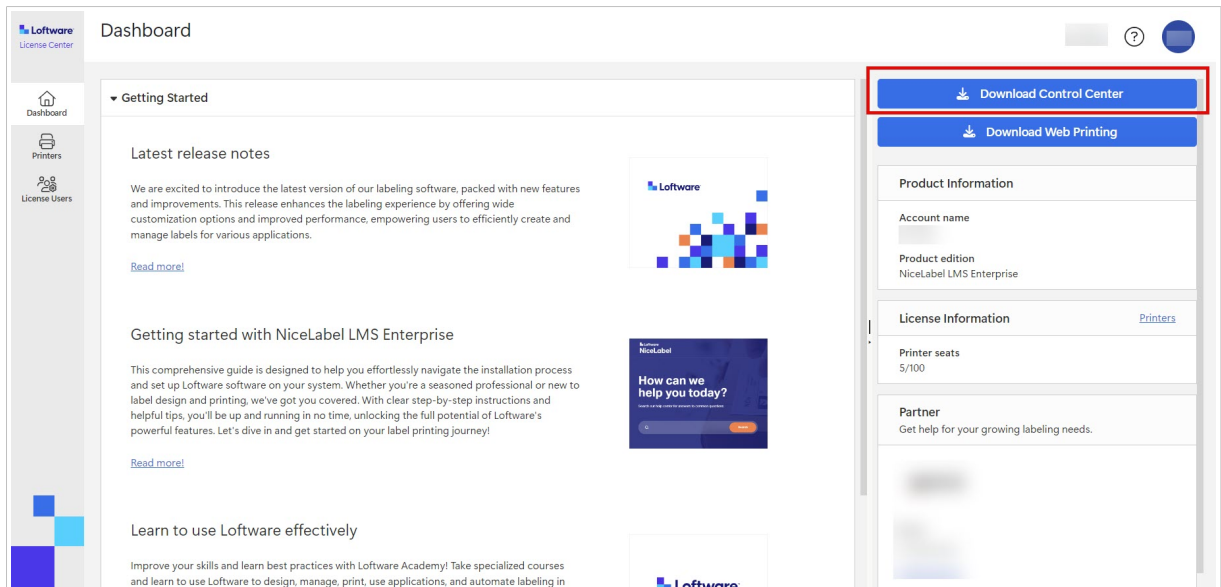 Loftware
License Center
Dashboard
?
Dashboard
Printers
License Users
Getting Started
Latest release notes
We are excited to introduce the latest version of our labeling software, packed with new features
and improvements. This release enhances the labeling experience by offering wide
customization options and improved performance, empowering users to efficiently create and
manage labels for various applications.
Read more!
Loftware
Getting started with NiceLabel LMS Enterprise
This comprehensive guide is designed to help you effortlessly navigate the installation process
and set up Loftware software on your system. Whether you're a seasoned professional or new to
label design and printing, we've got you covered. With clear step-by-step instructions and
helpful tips, you'll be up and running in no time, unlocking the full potential of Loftware's
powerful features. Let's dive in and get started on your label printing journey!
Read more!
NiceLabel
How can we
help you today?
Learn to use Loftware effectively
Improve your skills and learn best practices with Loftware Academy! Take specialized courses
and learn to use Loftware to design, manage, print, use applications, and automate labeling in
Loftware
Download Control Center
Download Web Printing
Product Information
Account name
Product edition
NiceLabel LMS Enterprise
License Information
Printers
Printer seats
5/100
Partner
Get help for your growing labeling needs.